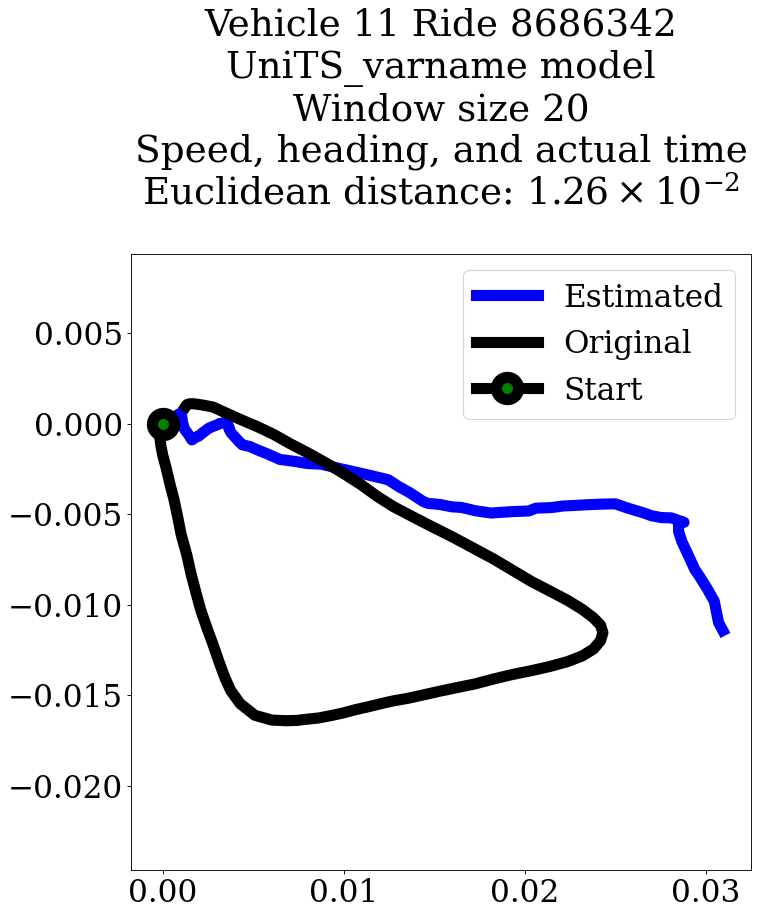 Vehicle 11 Ride 8686342
UniTS_varname model
Window size 20
Speed, heading, and actual time
Euclidean distance: 1.26 × 10⁻²
Estimated
Original
Start
0.005
0.000
−0.005
−0.010
−0.015
−0.020
0.00 0.01 0.02 0.03